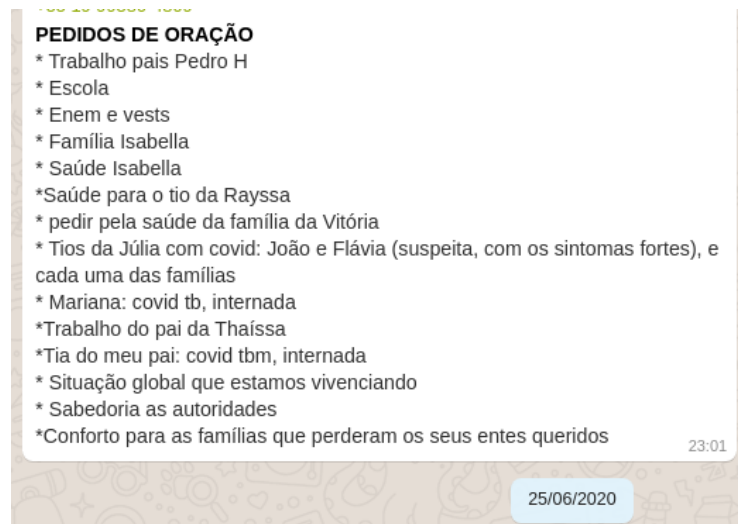 PEDIDOS DE ORAÇÃO
* Trabalho pais Pedro H
* Escola
* Enem e vests
* Família Isabella
* Saúde Isabella
*Saúde para o tio da Rayssa
* pedir pela saúde da família da Vitória
* Tios da Júlia com covid: João e Flávia (suspeita, com os sintomas fortes), e
cada uma das famílias
* Mariana: covid tb, internada
*Trabalho do pai da Thaíssa
*Tia do meu pai: covid tbm, internada
* Situação global que estamos vivenciando
* Sabedoria as autoridades
*Conforto para as famílias que perderam os seus entes queridos
23:01
25/06/2020